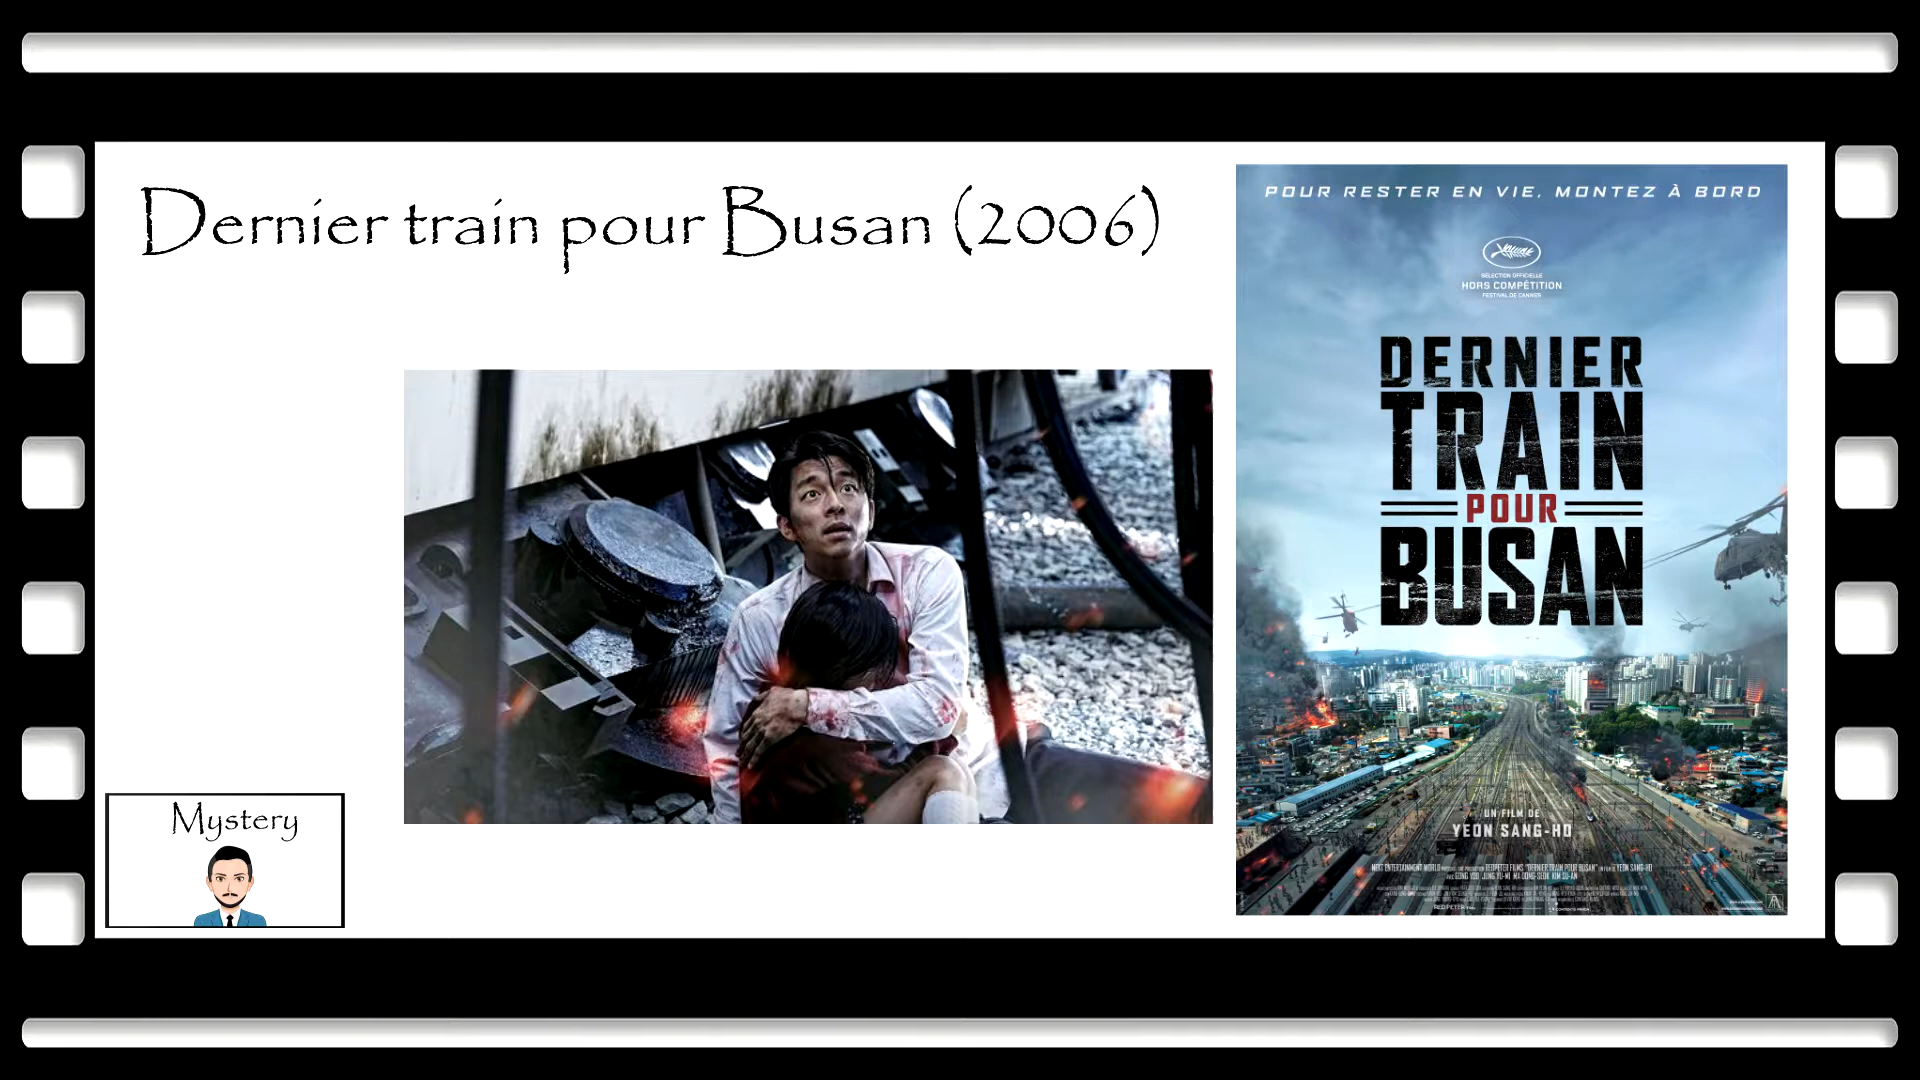 Dernier train pour Busan (2006)
POUR RESTER EN VIE, MONTEZ À BORD
SÉLECTION OFFICIELLE
HORS COMPÉTITION
FESTIVAL DE CANNES
DERNIER
TRAIN
POUR
BUSAN
UN FILM DE
YEON SANG-HO
Mystery